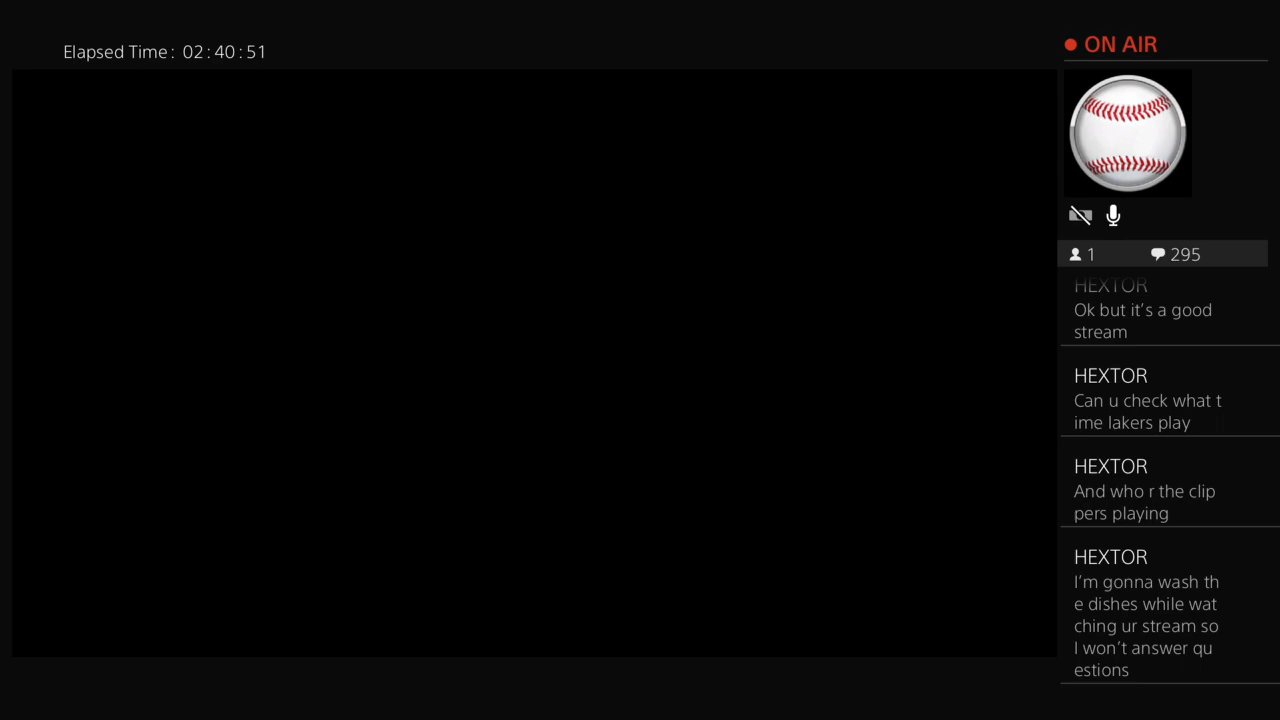 Elapsed Time: 02:40:51
ON AIR
1 295
HEXTOR
Ok but it's a good
stream
HEXTOR
Can u check what t
ime lakers play
HEXTOR
And who r the clip
pers playing
HEXTOR
I'm gonna wash th
e dishes while wat
ching ur stream so
I won't answer qu
estions